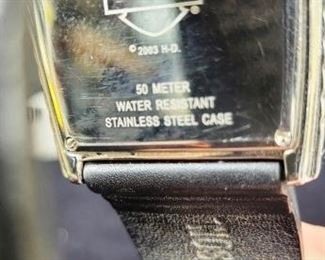 © 2003 H-D.
50 METER
WATER RESISTANT
STAINLESS STEEL CASE